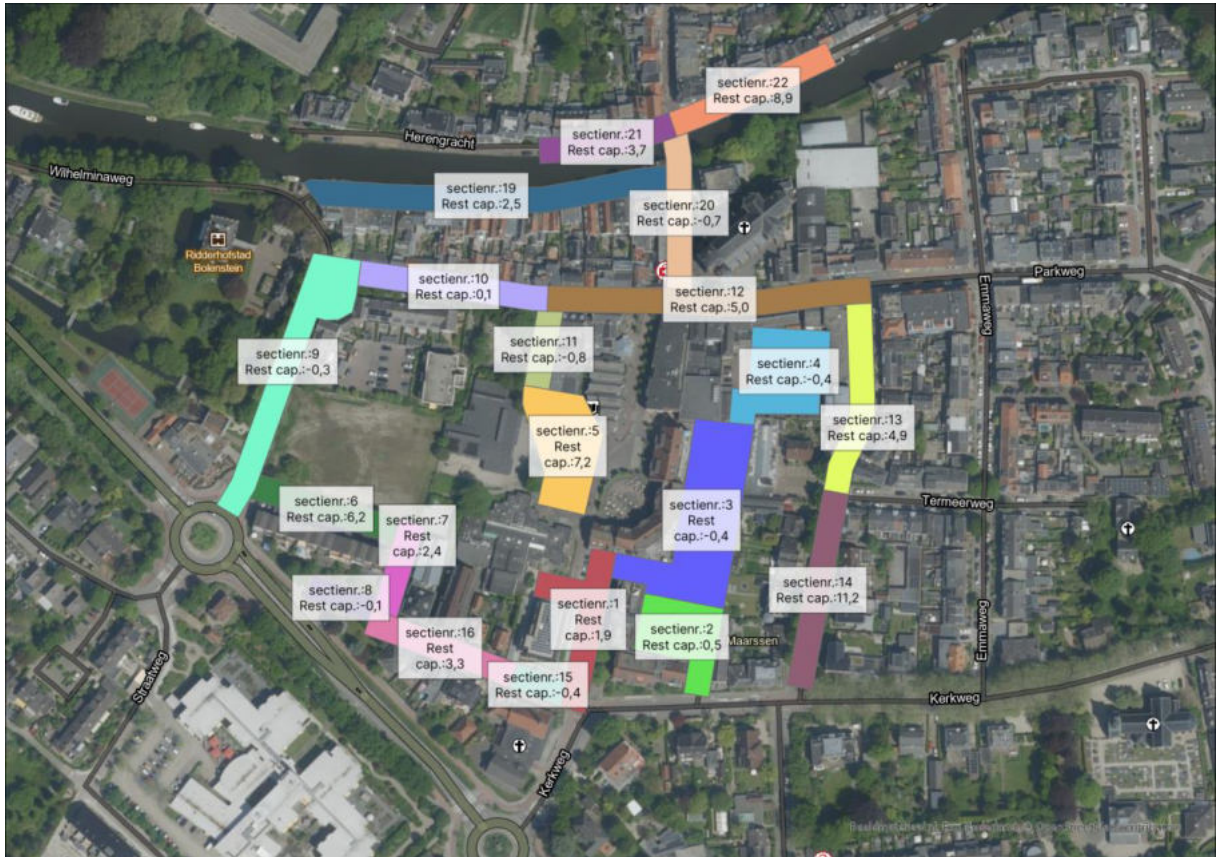 sectienr.:22
Rest cap.:8,9
sectienr.:21
Rest cap.:3,7
Herengracht
Wilhelminaweg
sectienr.:19
Rest cap.:2,5
sectienr.:20
Rest cap.:-0,7
Ridderhofstad
Bolenstein
sectienr.:10
Rest cap.:0,1
sectienr.:12
Rest cap.:5,0
Parkweg
Emmaweg
sectienr.:11
Rest cap.:-0,8
sectienr.:9
Rest cap.:-0,3
sectienr.:4
Rest cap.:-0,4
sectienr.:13
Rest cap.:4,9
sectienr.:5
Rest
cap.:7,2
sectienr.:6
Rest cap.:6,2
sectienr.:7
Rest
cap.:2,4
sectienr.:3
Rest
cap.:-0,4
Termeerweg
sectienr.:8
Rest cap.:-0,1
sectienr.:14
Rest cap.:11,2
sectienr.:1
Rest
cap.:1,9
sectienr.:2
Rest cap.:0,5
Maarssen
sectienr.:16
Rest
cap.:3,3
sectienr.:15
Rest cap.:-0,4
Emmaweg
Straatweg
Kerkweg
Kerkweg